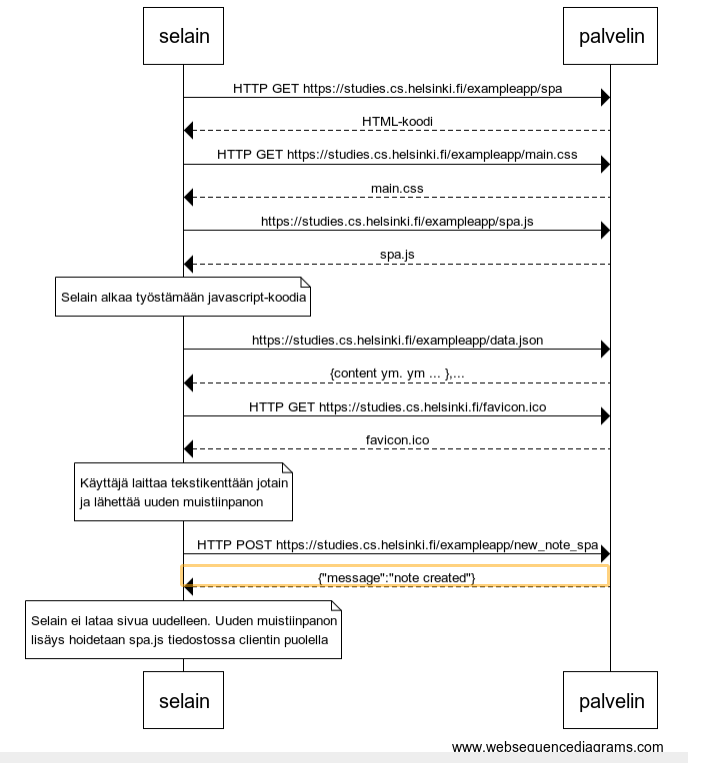 selain
palvelin
HTTP GET https://studies.cs.helsinki.fi/exampleapp/spa
HTML-koodi
HTTP GET https://studies.cs.helsinki.fi/exampleapp/main.css
main.css
https://studies.cs.helsinki.fi/exampleapp/spa.js
spa.js
Selain alkaa työstämään javascript-koodia
https://studies.cs.helsinki.fi/exampleapp/data.json
{content ym. ym ... },...
HTTP GET https://studies.cs.helsinki.fi/favicon.ico
favicon.ico
Käyttäjä laittaa tekstikenttään jotain
ja lähettää uuden muistiinpanon
HTTP POST https://studies.cs.helsinki.fi/exampleapp/new_note_spa
{"message":"note created"}
Selain ei lataa sivua uudelleen. Uuden muistiinpanon
lisäys hoidetaan spa.js tiedostossa clientin puolella
selain
palvelin
www.websequencediagrams.com